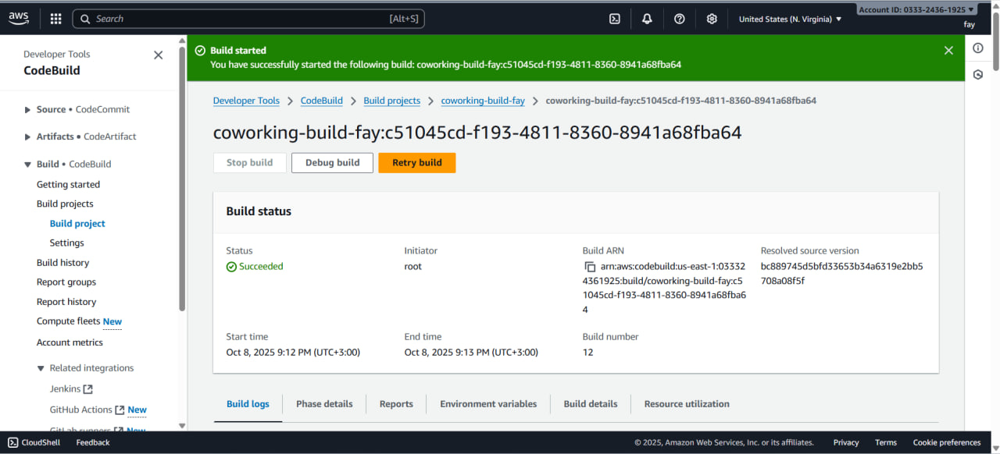 aws
Search
[Alt+S]
United States (N. Virginia)
Account ID: 0333-2436-1925
fay
Developer Tools
CodeBuild
Source • CodeCommit
Artifacts • CodeArtifact
Build • CodeBuild
Getting started
Build projects
Build project
Settings
Build history
Report groups
Report history
Compute fleets New
Account metrics
Related integrations
Jenkins
GitHub Actions New
GitLab runners New
Build started
You have successfully started the following build: coworking-build-fay:c51045cd-f193-4811-8360-8941a68fba64
Developer Tools > CodeBuild > Build projects > coworking-build-fay > coworking-build-fay:c51045cd-f193-4811-8360-8941a68fba64
coworking-build-fay:c51045cd-f193-4811-8360-8941a68fba64
Stop build
Debug build
Retry build
Build status
Status
Succeeded
Initiator
root
Build ARN
arn:aws:codebuild:us-east-1:03332
4361925:build/coworking-build-fay:c5
1045cd-f193-4811-8360-8941a68fba6
4
Resolved source version
bc889745d5bfd33653b34a6319e2bb5
708a08f5f
Start time
Oct 8, 2025 9:12 PM (UTC+3:00)
End time
Oct 8, 2025 9:13 PM (UTC+3:00)
Build number
12
Build logs
Phase details
Reports
Environment variables
Build details
Resource utilization
CloudShell
Feedback
© 2025, Amazon Web Services, Inc. or its affiliates.
Privacy
Terms
Cookie preferences